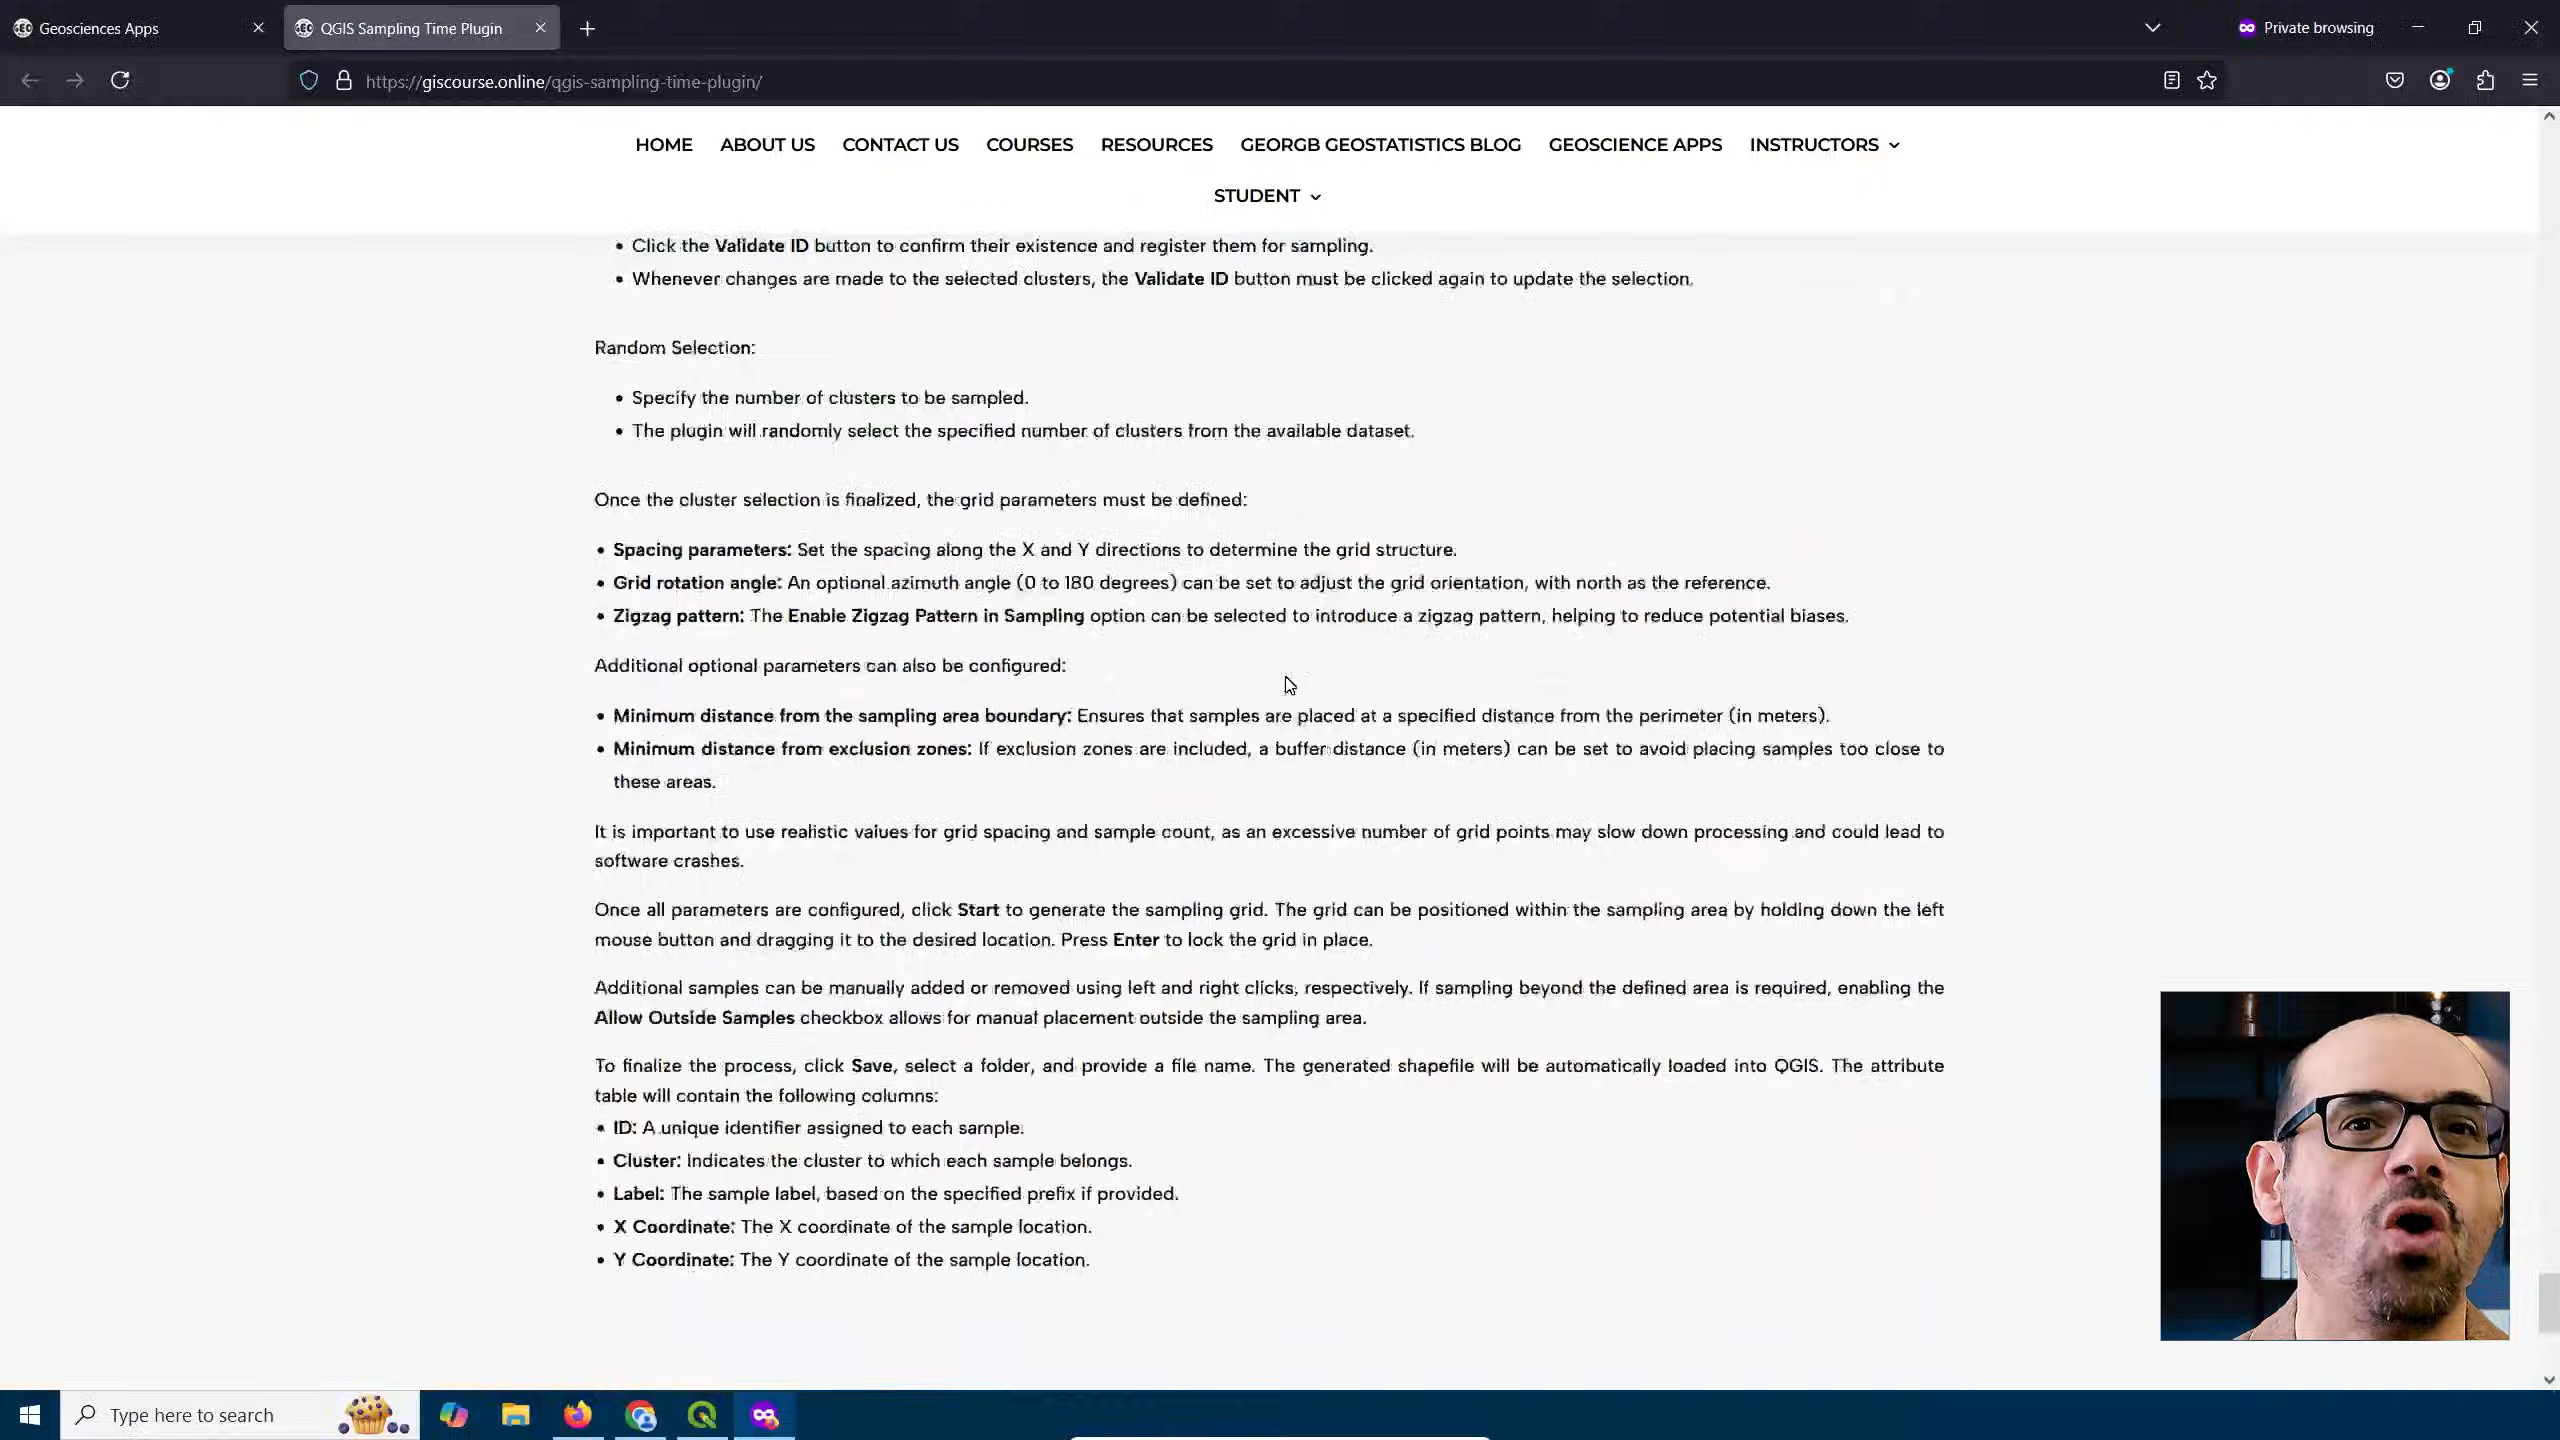 Geosciences Apps
QGIS Sampling Time Plugin
Private browsing
https://giscourse.online/qgis-sampling-time-plugin/
HOME ABOUT US CONTACT US COURSES RESOURCES GEORGB GEOSTATISTICS BLOG GEOSCIENCE APPS INSTRUCTORS
STUDENT
• Click the Validate ID button to confirm their existence and register them for sampling.
• Whenever changes are made to the selected clusters, the Validate ID button must be clicked again to update the selection.
Random Selection:
• Specify the number of clusters to be sampled.
• The plugin will randomly select the specified number of clusters from the available dataset.
Once the cluster selection is finalized, the grid parameters must be defined:
• Spacing parameters: Set the spacing along the X and Y directions to determine the grid structure.
• Grid rotation angle: An optional azimuth angle (0 to 180 degrees) can be set to adjust the grid orientation, with north as the reference.
• Zigzag pattern: The Enable Zigzag Pattern in Sampling option can be selected to introduce a zigzag pattern, helping to reduce potential biases.
Additional optional parameters can also be configured:
• Minimum distance from the sampling area boundary: Ensures that samples are placed at a specified distance from the perimeter (in meters).
• Minimum distance from exclusion zones: If exclusion zones are included, a buffer distance (in meters) can be set to avoid placing samples too close to
these areas.
It is important to use realistic values for grid spacing and sample count, as an excessive number of grid points may slow down processing and could lead to
software crashes.
Once all parameters are configured, click Start to generate the sampling grid. The grid can be positioned within the sampling area by holding down the left
mouse button and dragging it to the desired location. Press Enter to lock the grid in place.
Additional samples can be manually added or removed using left and right clicks, respectively. If sampling beyond the defined area is required, enabling the
Allow Outside Samples checkbox allows for manual placement outside the sampling area.
To finalize the process, click Save, select a folder, and provide a file name. The generated shapefile will be automatically loaded into QGIS. The attribute
table will contain the following columns:
• ID: A unique identifier assigned to each sample.
• Cluster: Indicates the cluster to which each sample belongs.
• Label: The sample label, based on the specified prefix if provided.
• X Coordinate: The X coordinate of the sample location.
• Y Coordinate: The Y coordinate of the sample location.
Type here to search